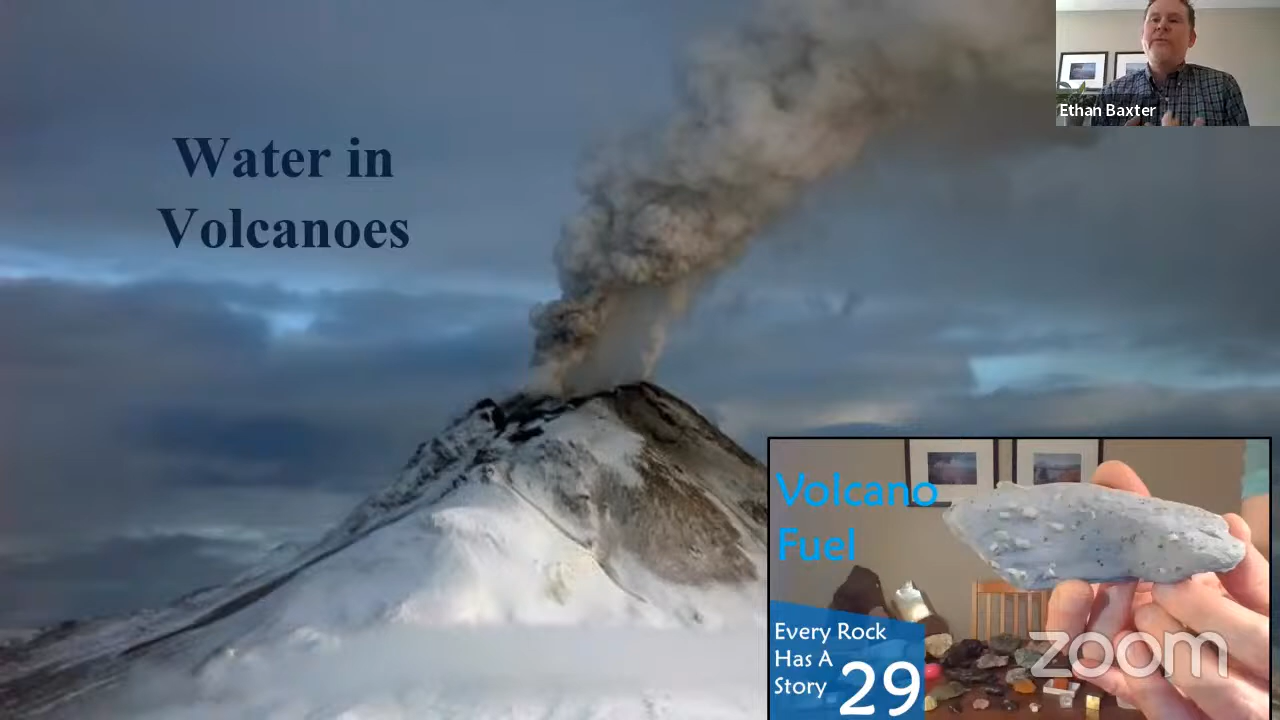 Water in
Volcanoes
Ethan Baxter
Volcano
Fuel
Every Rock
Has A
Story 29
zoom